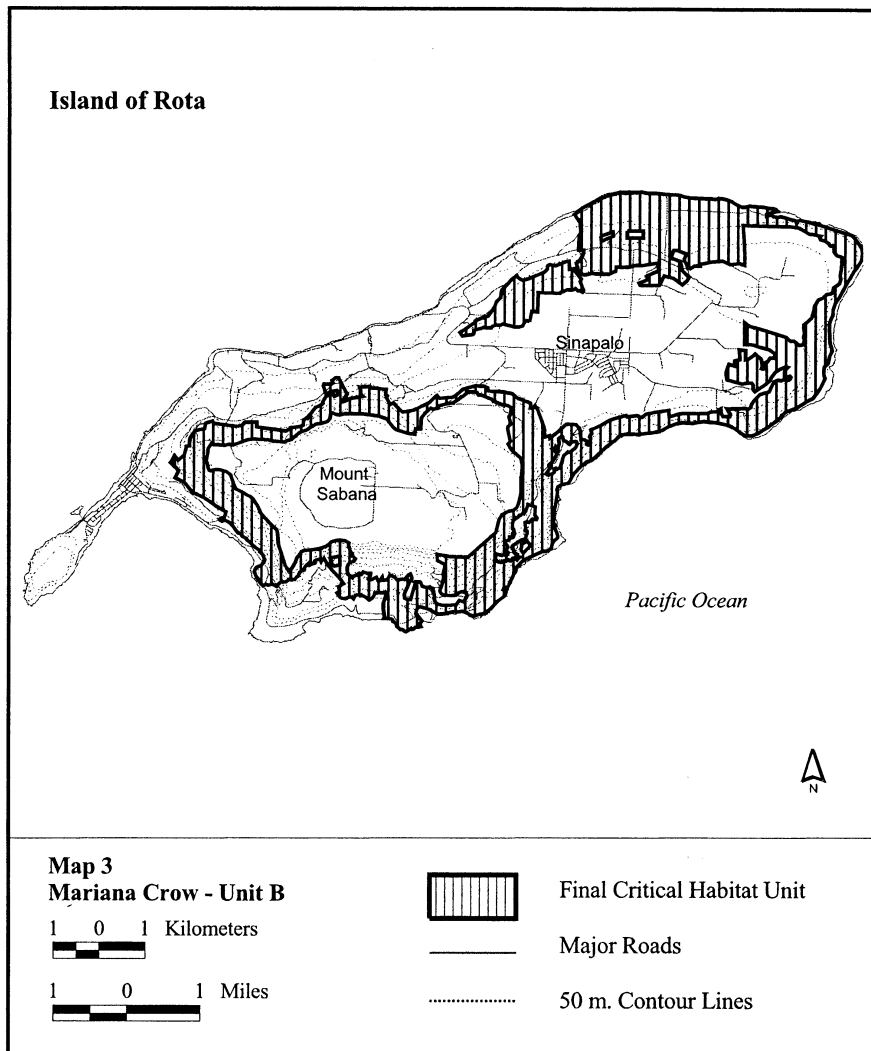 Island of Rota
Sinapalo
Mount
Sabana
Pacific Ocean
N
Map 3
Mariana Crow - Unit B
1 0 1 Kilometers
1 0 1 Miles
Final Critical Habitat Unit
Major Roads
50 m. Contour Lines